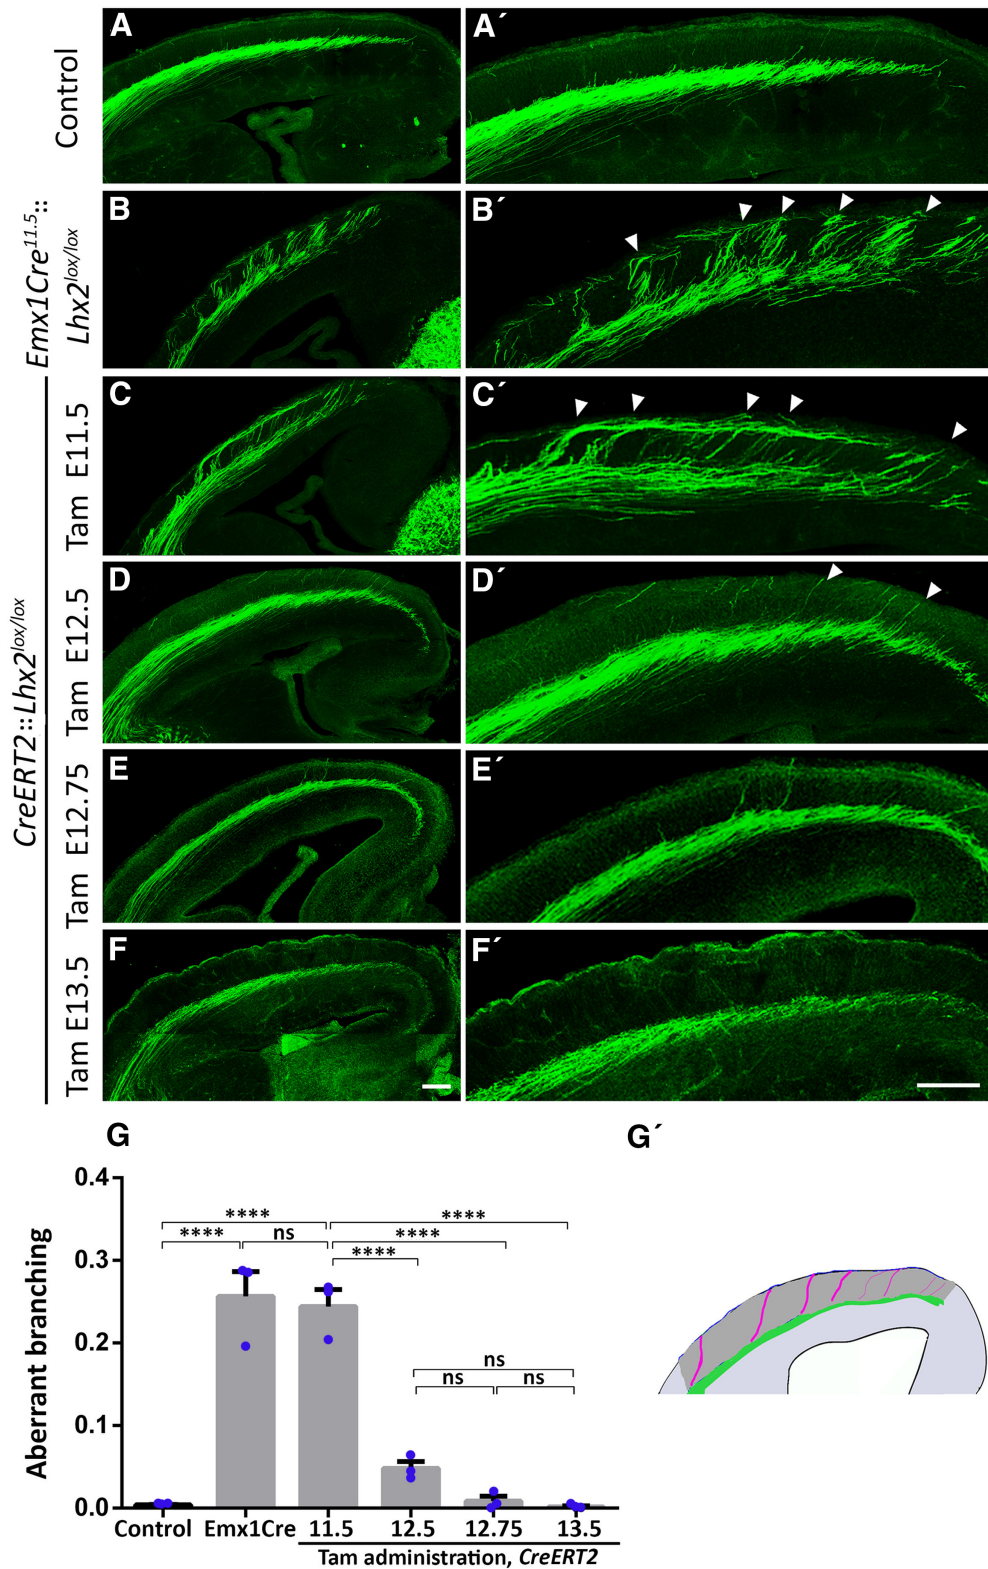 A
A´
Control
B
B´
Emx1Cre11.5::
Lhx2lox/lox
C
C´
Tam E11.5
D
D´
Tam E12.5
CreERT2::Lhx2lox/lox
E
E´
Tam E12.75
F
F´
Tam E13.5
G
G´
Aberrant branching
0.4
0.3
0.2
0.1
0.0
****
****
****
ns
****
****
ns
ns
ns
Control
Emx1Cre
11.5
12.5
12.75
13.5
Tam administration, CreERT2